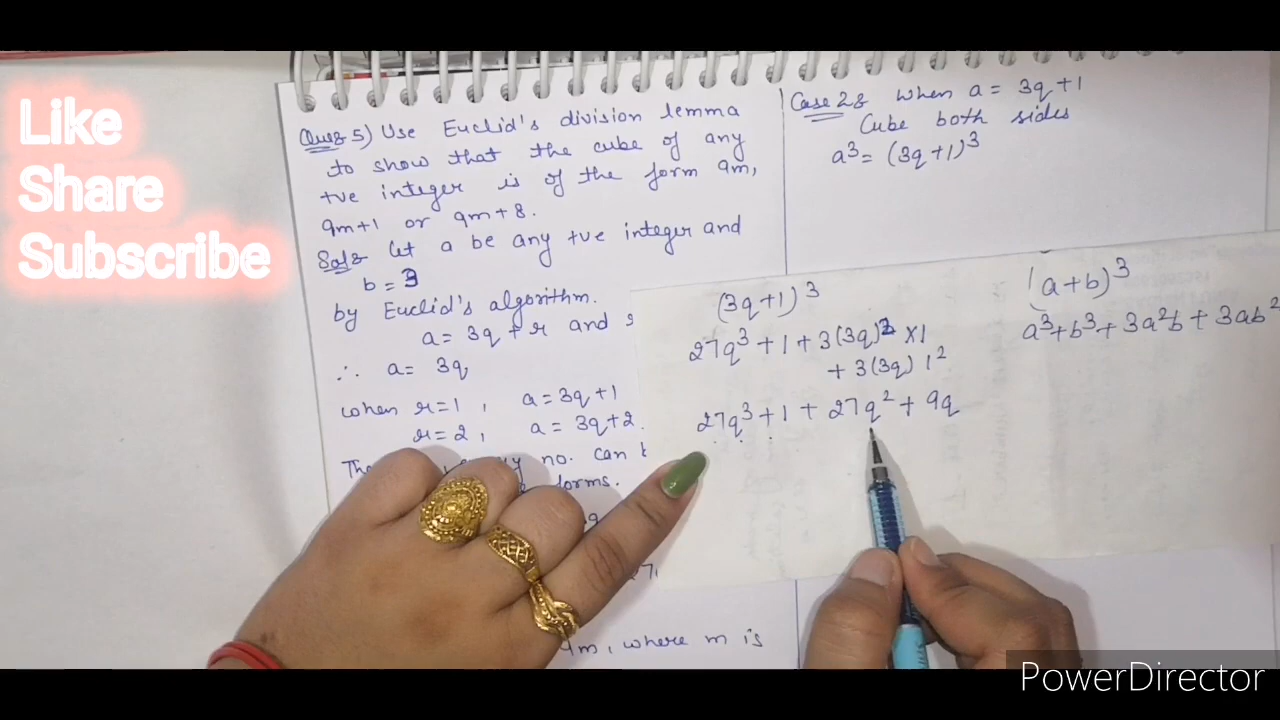 Like
Share
Subscribe
Ques 5) Use Euclid's division lemma
to show that the cube of any
+ve integer is of the form 9m,
9m+1 or 9m+8.
Sol: let a be any +ve integer and
b = 3
by Euclid's algorithm.
a = 3q + r and
∴ a = 3q
when r=1, a = 3q+1
r=2, a = 3q+2.
no. can
forms.
9m, where m is
Case 2: when a = 3q+1
Cube both sides
a³ = (3q+1)³
(3q+1)³
27q³ + 1 + 3(3q)² ×1
+ 3(3q) 1²
27q³ + 1 + 27q² + 9q
(a+b)³
a³+b³+3a²b + 3ab²
PowerDirector